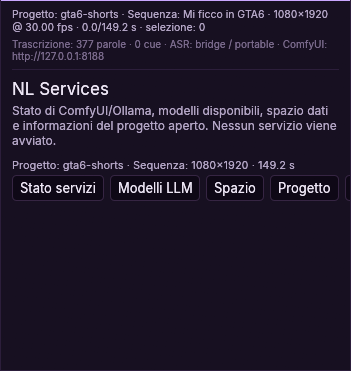 Progetto: gta6-shorts · Sequenza: Mi ficco in GTA6 · 1080×1920
@ 30.00 fps · 0.0/149.2 s · selezione: 0
Trascrizione: 377 parole · 0 cue · ASR: bridge / portable · ComfyUI:
http://127.0.0.1:8188
NL Services
Stato di ComfyUI/Ollama, modelli disponibili, spazio dati
e informazioni del progetto aperto. Nessun servizio viene
avviato.
Progetto: gta6-shorts · Sequenza: 1080×1920 · 149.2 s
Stato servizi Modelli LLM Spazio Progetto